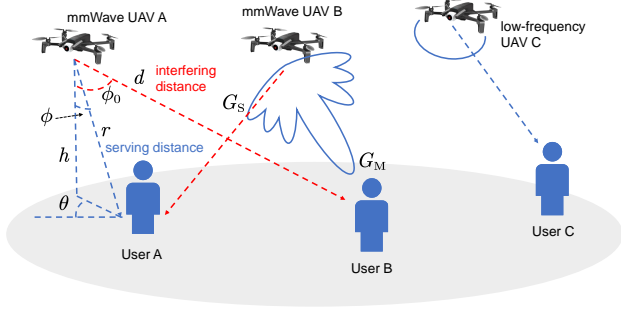 mmWave UAV A
mmWave UAV B
low-frequency
UAV C
d
interfering
distance
ϕ₀
G_S
ϕ
r
h
serving distance
G_M
θ
User A
User B
User C